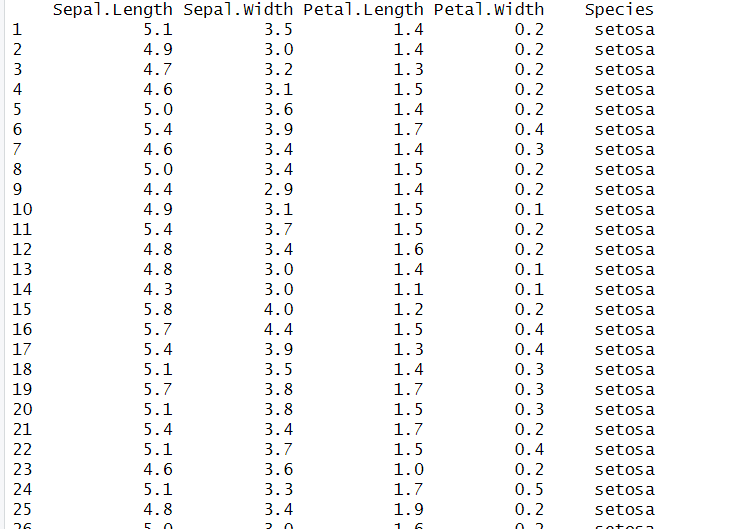 Sepal.Length Sepal.Width Petal.Length Petal.Width Species
1 5.1 3.5 1.4 0.2 setosa
2 4.9 3.0 1.4 0.2 setosa
3 4.7 3.2 1.3 0.2 setosa
4 4.6 3.1 1.5 0.2 setosa
5 5.0 3.6 1.4 0.2 setosa
6 5.4 3.9 1.7 0.4 setosa
7 4.6 3.4 1.4 0.3 setosa
8 5.0 3.4 1.5 0.2 setosa
9 4.4 2.9 1.4 0.2 setosa
10 4.9 3.1 1.5 0.1 setosa
11 5.4 3.7 1.5 0.2 setosa
12 4.8 3.4 1.6 0.2 setosa
13 4.8 3.0 1.4 0.1 setosa
14 4.3 3.0 1.1 0.1 setosa
15 5.8 4.0 1.2 0.2 setosa
16 5.7 4.4 1.5 0.4 setosa
17 5.4 3.9 1.3 0.4 setosa
18 5.1 3.5 1.4 0.3 setosa
19 5.7 3.8 1.7 0.3 setosa
20 5.1 3.8 1.5 0.3 setosa
21 5.4 3.4 1.7 0.2 setosa
22 5.1 3.7 1.5 0.4 setosa
23 4.6 3.6 1.0 0.2 setosa
24 5.1 3.3 1.7 0.5 setosa
25 4.8 3.4 1.9 0.2 setosa
26 5.0 3.0 1.6 0.2 setosa